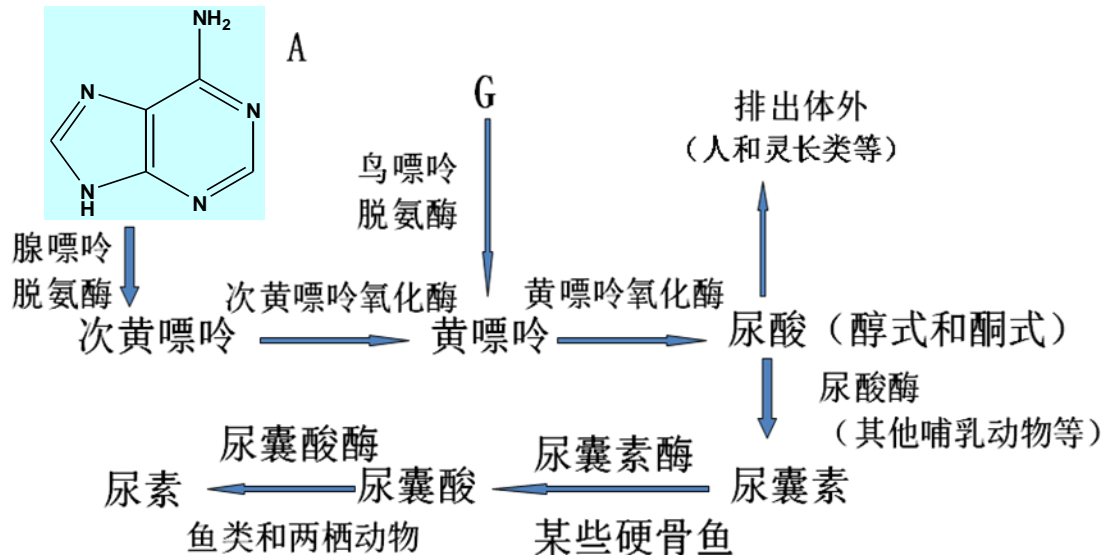 NH2
A
N
N
N
H
N
G
鸟嘌呤
脱氨酶
排出体外
（人和灵长类等）
腺嘌呤
脱氨酶
次黄嘌呤氧化酶
黄嘌呤氧化酶
次黄嘌呤
黄嘌呤
尿酸（醇式和酮式）
尿酸酶
（其他哺乳动物等）
尿囊酸酶
尿囊素酶
尿素
尿囊酸
尿囊素
鱼类和两栖动物
某些硬骨鱼